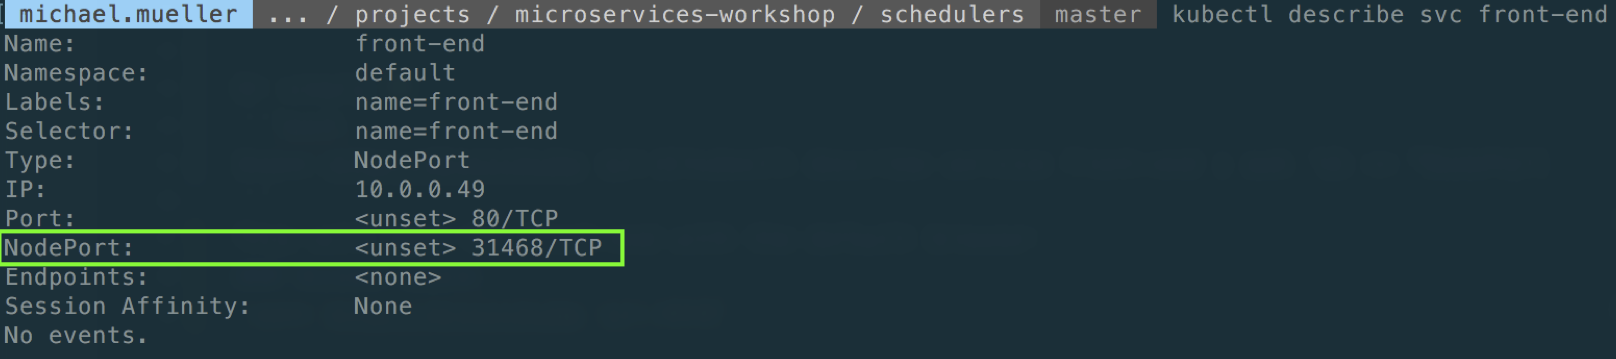 michael.mueller ... / projects / microservices-workshop / schedulers master kubectl describe svc front-end
Name: front-end
Namespace: default
Labels: name=front-end
Selector: name=front-end
Type: NodePort
IP: 10.0.0.49
Port: <unset> 80/TCP
NodePort: <unset> 31468/TCP
Endpoints: <none>
Session Affinity: None
No events.